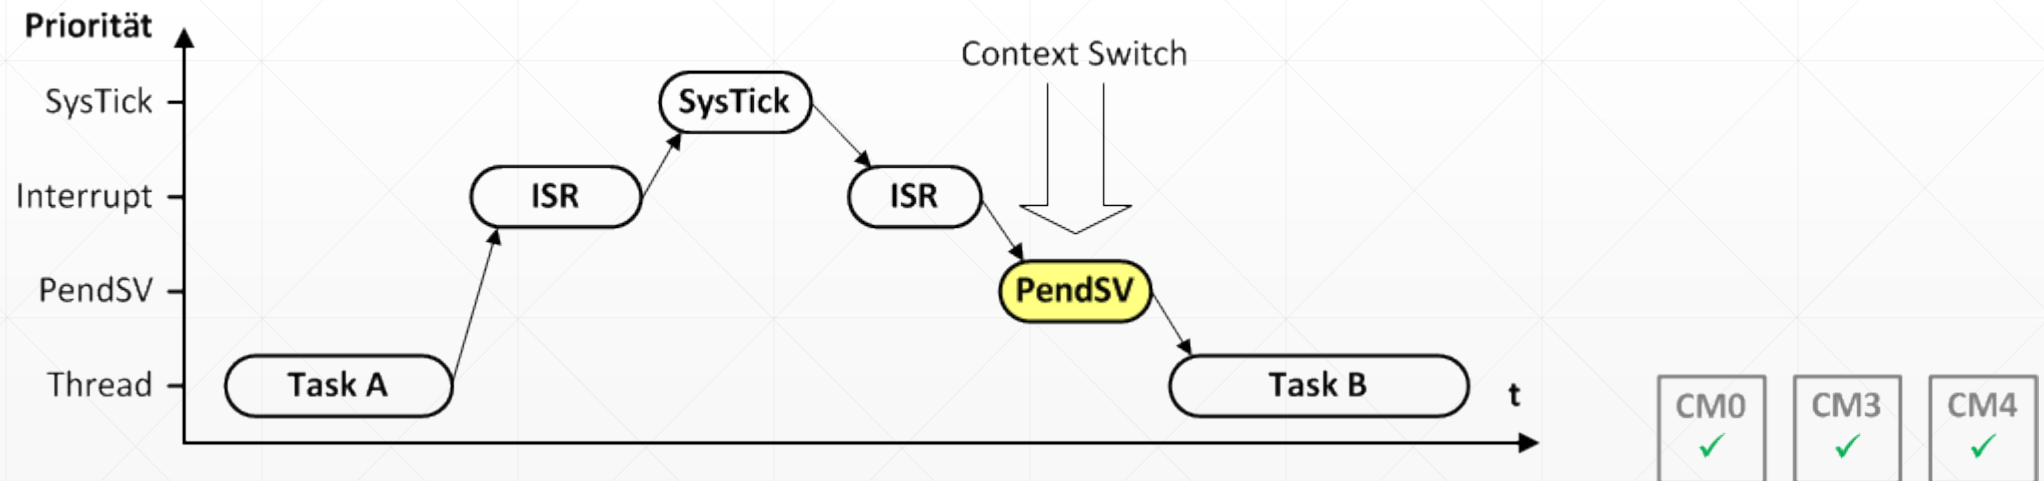 Priorität
Context Switch
SysTick
SysTick
Interrupt
ISR
ISR
PendSV
PendSV
Thread
Task A
Task B
t
CM0
CM3
CM4
✓
✓
✓